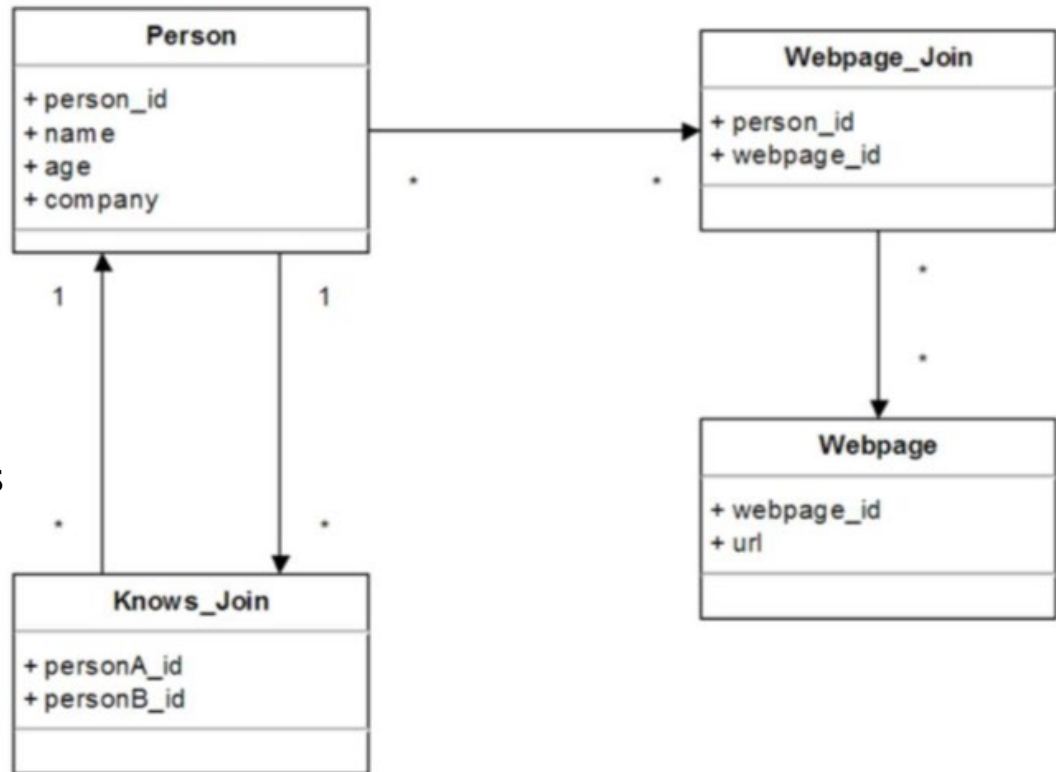 Person
+ person_id
+ name
+ age
+ company
Webpage_Join
+ person_id
+ webpage_id
*
*
1
1
*
*
Webpage
+ webpage_id
+ url
s
*
*
Knows_Join
+ personA_id
+ personB_id